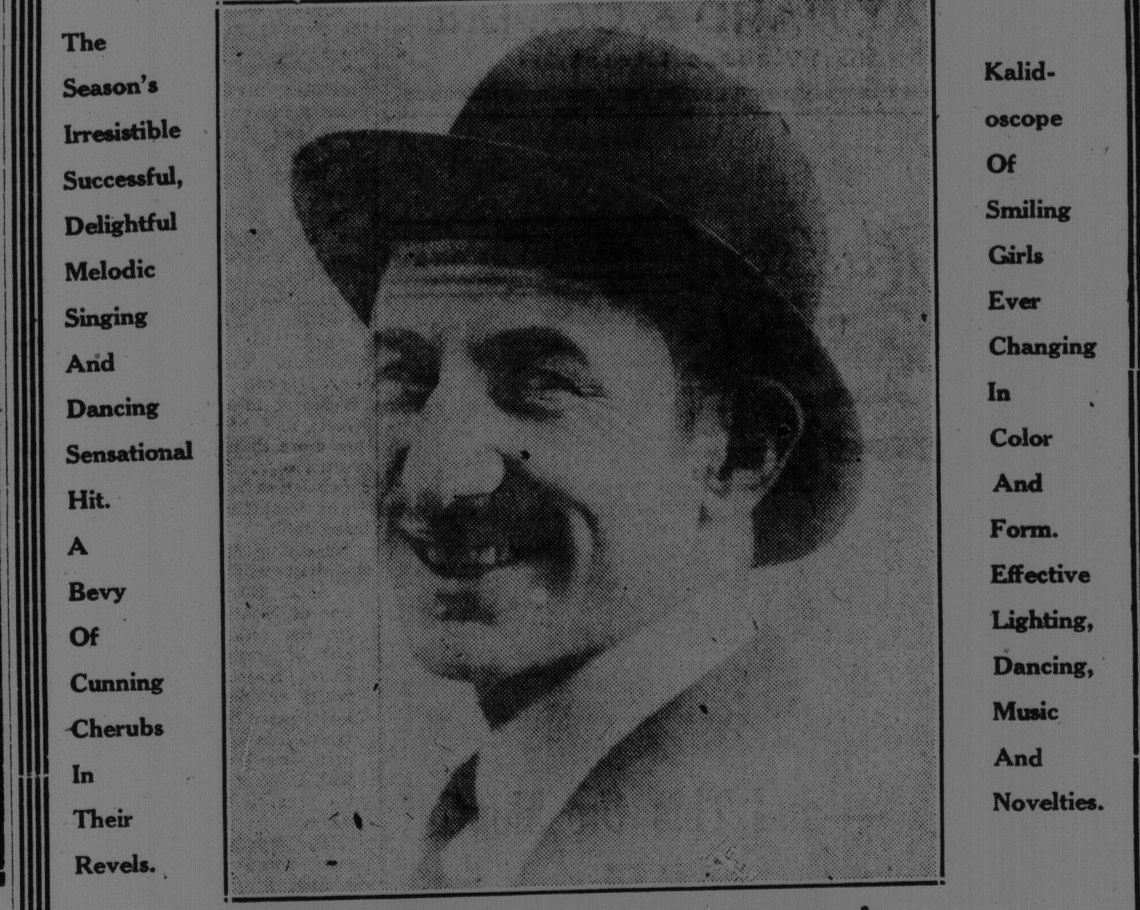 The
Season's
Irresistible
Successful,
Delightful
Melodic
Singing
And
Dancing
Sensational
Hit.
A
Bevy
Of
Cunning
Cherubs
In
Their
Revels.
Kalid-
oscope
Of
Smiling
Girls
Ever
Changing
In
Color
And
Form.
Effective
Lighting,
Dancing,
Music
And
Novelties.